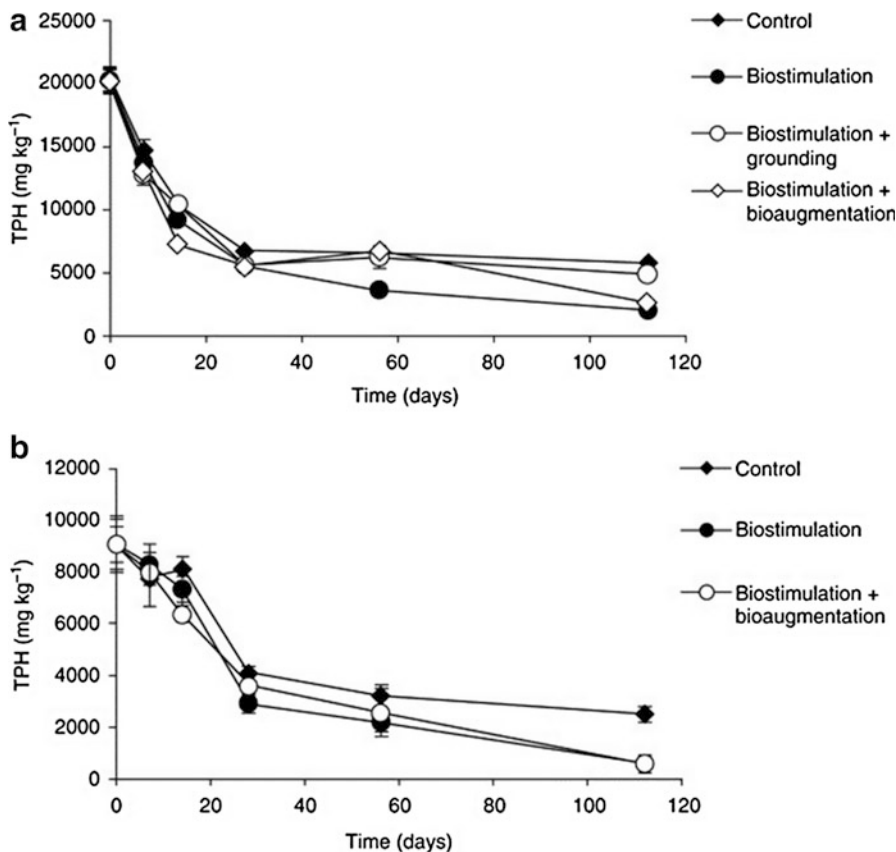 a
25000
20000
15000
10000
5000
0
TPH (mg kg⁻¹)
0 20 40 60 80 100 120
Time (days)
Control
Biostimulation
Biostimulation +
grounding
Biostimulation +
bioaugmentation
b
12000
10000
8000
6000
4000
2000
0
TPH (mg kg⁻¹)
0 20 40 60 80 100 120
Time (days)
Control
Biostimulation
Biostimulation +
bioaugmentation